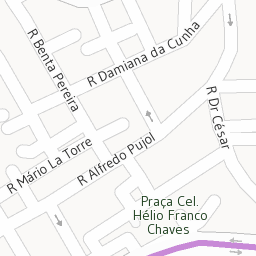 R Benta Pereira
R Damiana da Cunha
R Dr César
R Mário La Torre
R Alfredo Pujol
Praça Cel.
Hélio Franco
Chaves